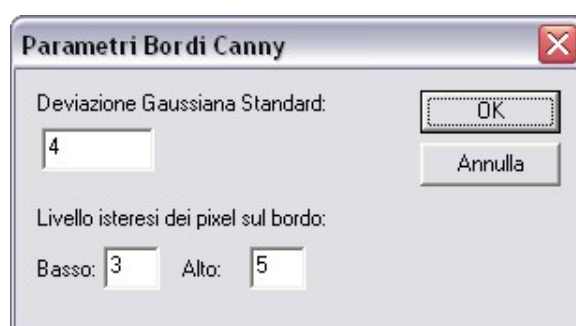 Parametri Bordi Canny
Deviazione Gaussiana Standard:
4
OK
Annulla
Livello isteresi dei pixel sul bordo:
Basso: 3 Alto: 5